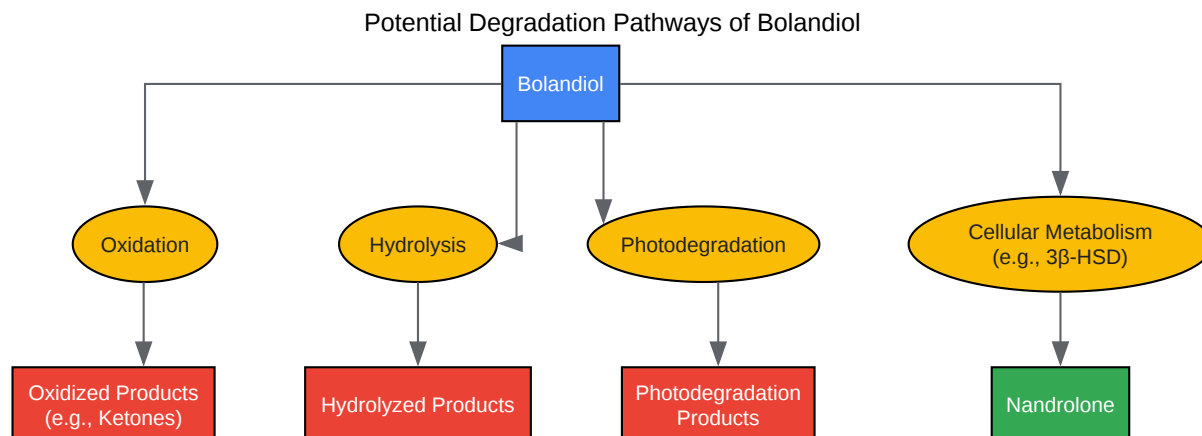 Potential Degradation Pathways of Bolandiol
Bolandiol
Oxidation
Hydrolysis
Photodegradation
Cellular Metabolism
(e.g., 3β-HSD)
Oxidized Products
(e.g., Ketones)
Hydrolyzed Products
Photodegradation
Products
Nandrolone